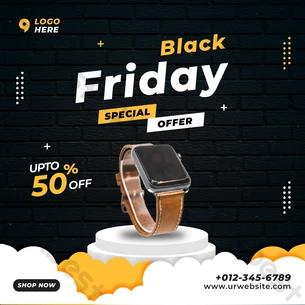 LOGO
HERE
Black
Friday
SPECIAL
OFFER
UPTO
50% OFF
SHOP NOW
+012-345-6789
www.urwebsite.com